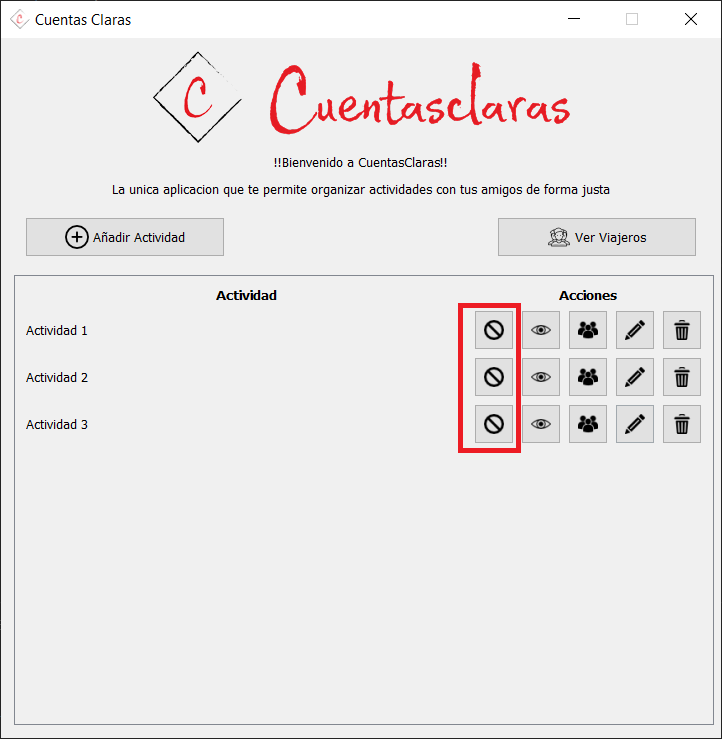 Cuentas Claras
C Cuentasclaras
!!Bienvenido a CuentasClaras!!
La unica aplicacion que te permite organizar actividades con tus amigos de forma justa
Añadir Actividad Ver Viajeros
Actividad Acciones
Actividad 1
Actividad 2
Actividad 3